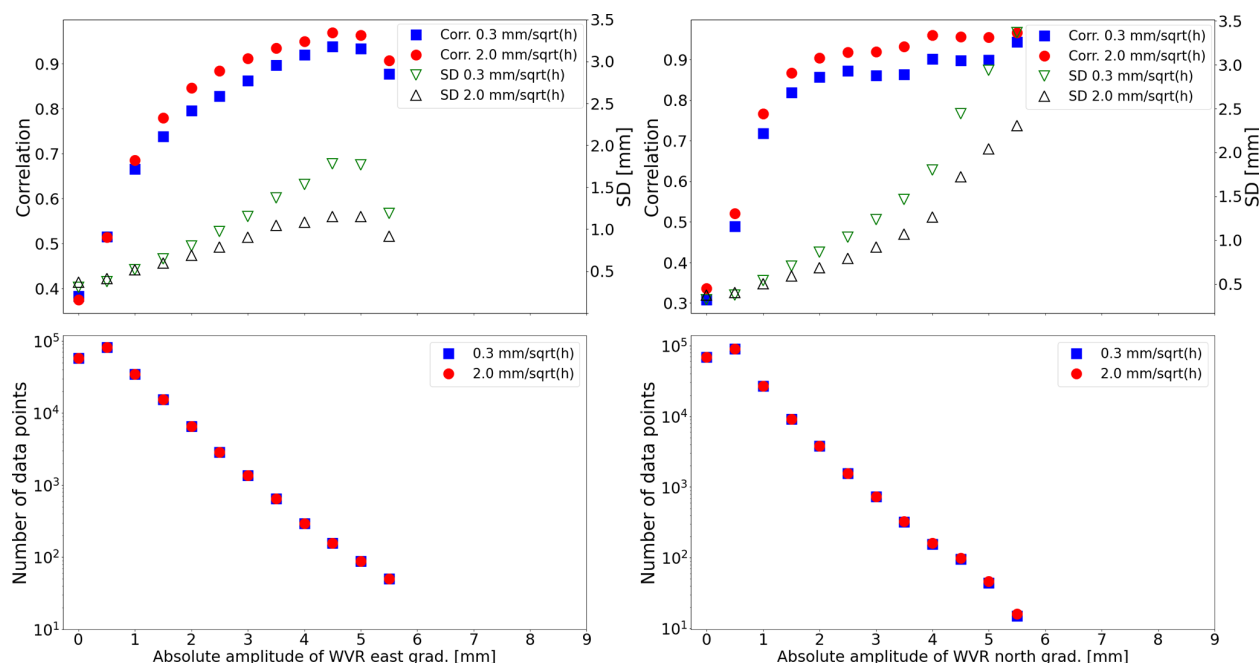 Correlation
0.9
0.8
0.7
0.6
0.5
0.4
3.5
3.0
2.5
2.0
1.5
1.0
0.5
SD [mm]
Corr. 0.3 mm/sqrt(h)
Corr. 2.0 mm/sqrt(h)
SD 0.3 mm/sqrt(h)
SD 2.0 mm/sqrt(h)
Correlation
0.9
0.8
0.7
0.6
0.5
0.4
0.3
3.5
3.0
2.5
2.0
1.5
1.0
0.5
SD [mm]
Corr. 0.3 mm/sqrt(h)
Corr. 2.0 mm/sqrt(h)
SD 0.3 mm/sqrt(h)
SD 2.0 mm/sqrt(h)
Number of data points
10⁵
10⁴
10³
10²
10¹
0.3 mm/sqrt(h)
2.0 mm/sqrt(h)
0 1 2 3 4 5 6 7 8 9
Absolute amplitude of WVR east grad. [mm]
Number of data points
10⁵
10⁴
10³
10²
10¹
0.3 mm/sqrt(h)
2.0 mm/sqrt(h)
0 1 2 3 4 5 6 7 8 9
Absolute amplitude of WVR north grad. [mm]